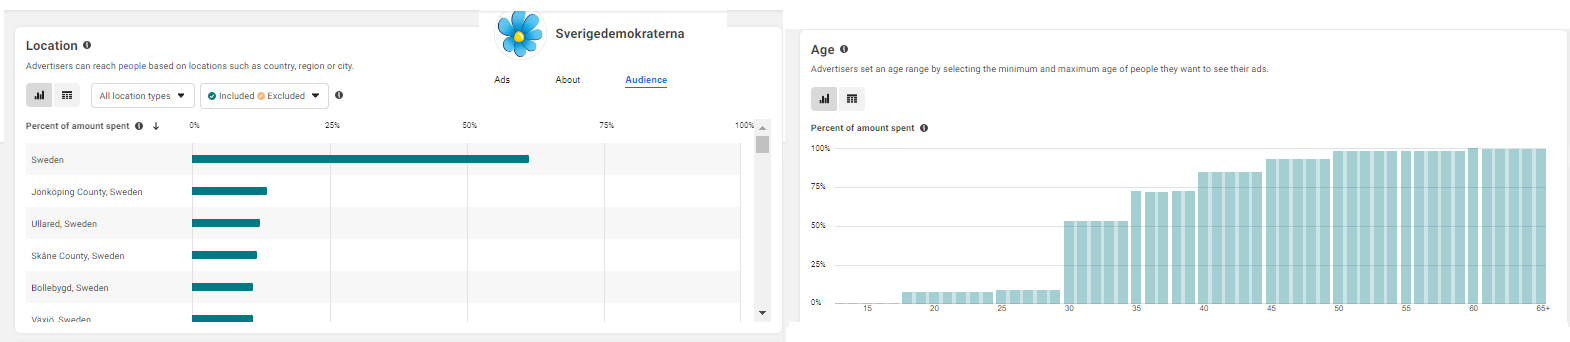 Sverigedemokraterna
Ads About Audience
Location
Advertisers can reach people based on locations such as country, region or city.
All location types Included Excluded
Percent of amount spent 0% 25% 50% 75% 100%
Sweden
Jönköping County, Sweden
Ullared, Sweden
Skåne County, Sweden
Bollebygd, Sweden
Växjö, Sweden
Age
Advertisers set an age range by selecting the minimum and maximum age of people they want to see their ads.
Percent of amount spent
100%
75%
50%
25%
0%
15 20 25 30 35 40 45 50 55 60 65+